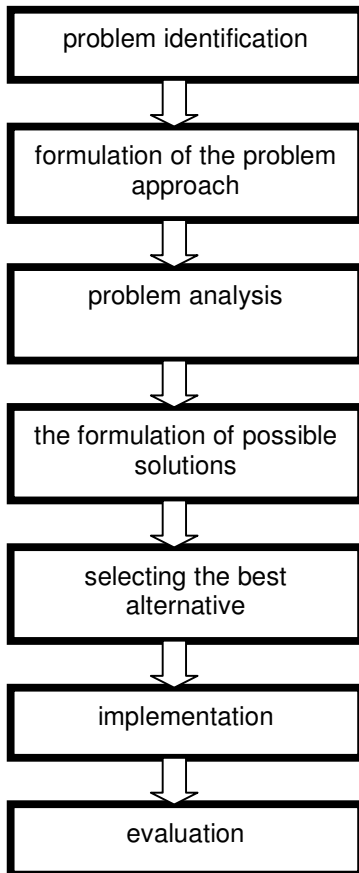 problem identification
formulation of the problem
approach
problem analysis
the formulation of possible
solutions
selecting the best
alternative
implementation
evaluation